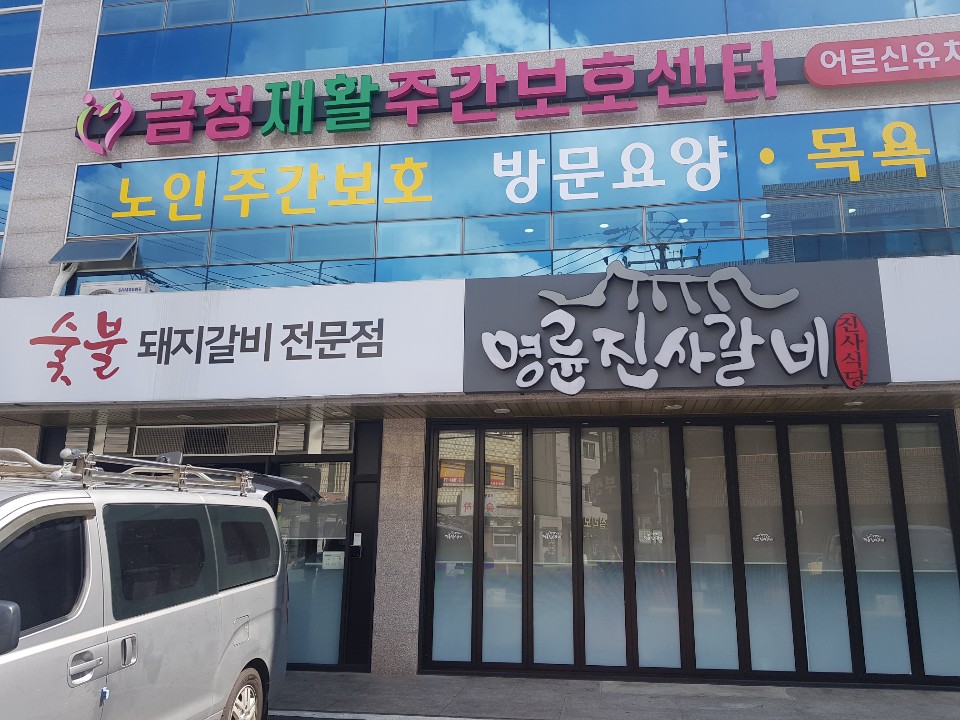 금정재활주간보호센터 어르신유치
노인주간보호 방문요양·목욕
숯불 돼지갈비 전문점
명륜진사갈비 진사식당
SAMSUNG